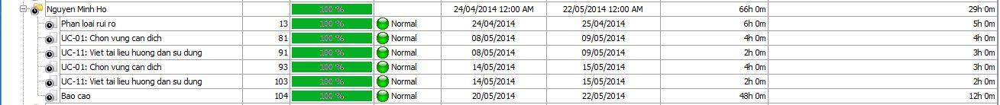 Nguyen Minh Ho 100 % 24/04/2014 12:00 AM 22/05/2014 12:00 AM 66h 0m 29h 0m
Phan loai rui ro 13 100 % Normal 24/04/2014 25/04/2014 6h 0m 5h 0m
UC-01: Chon vung can dich 81 100 % Normal 08/05/2014 09/05/2014 4h 0m 4h 0m
UC-11: Viet tai lieu huong dan su dung 91 100 % Normal 08/05/2014 09/05/2014 2h 0m 3h 0m
UC-01: Chon vung can dich 93 100 % Normal 14/05/2014 15/05/2014 4h 0m 3h 0m
UC-11: Viet tai lieu huong dan su dung 103 100 % Normal 14/05/2014 15/05/2014 2h 0m 2h 0m
Bao cao 104 100 % Normal 20/05/2014 22/05/2014 48h 0m 12h 0m